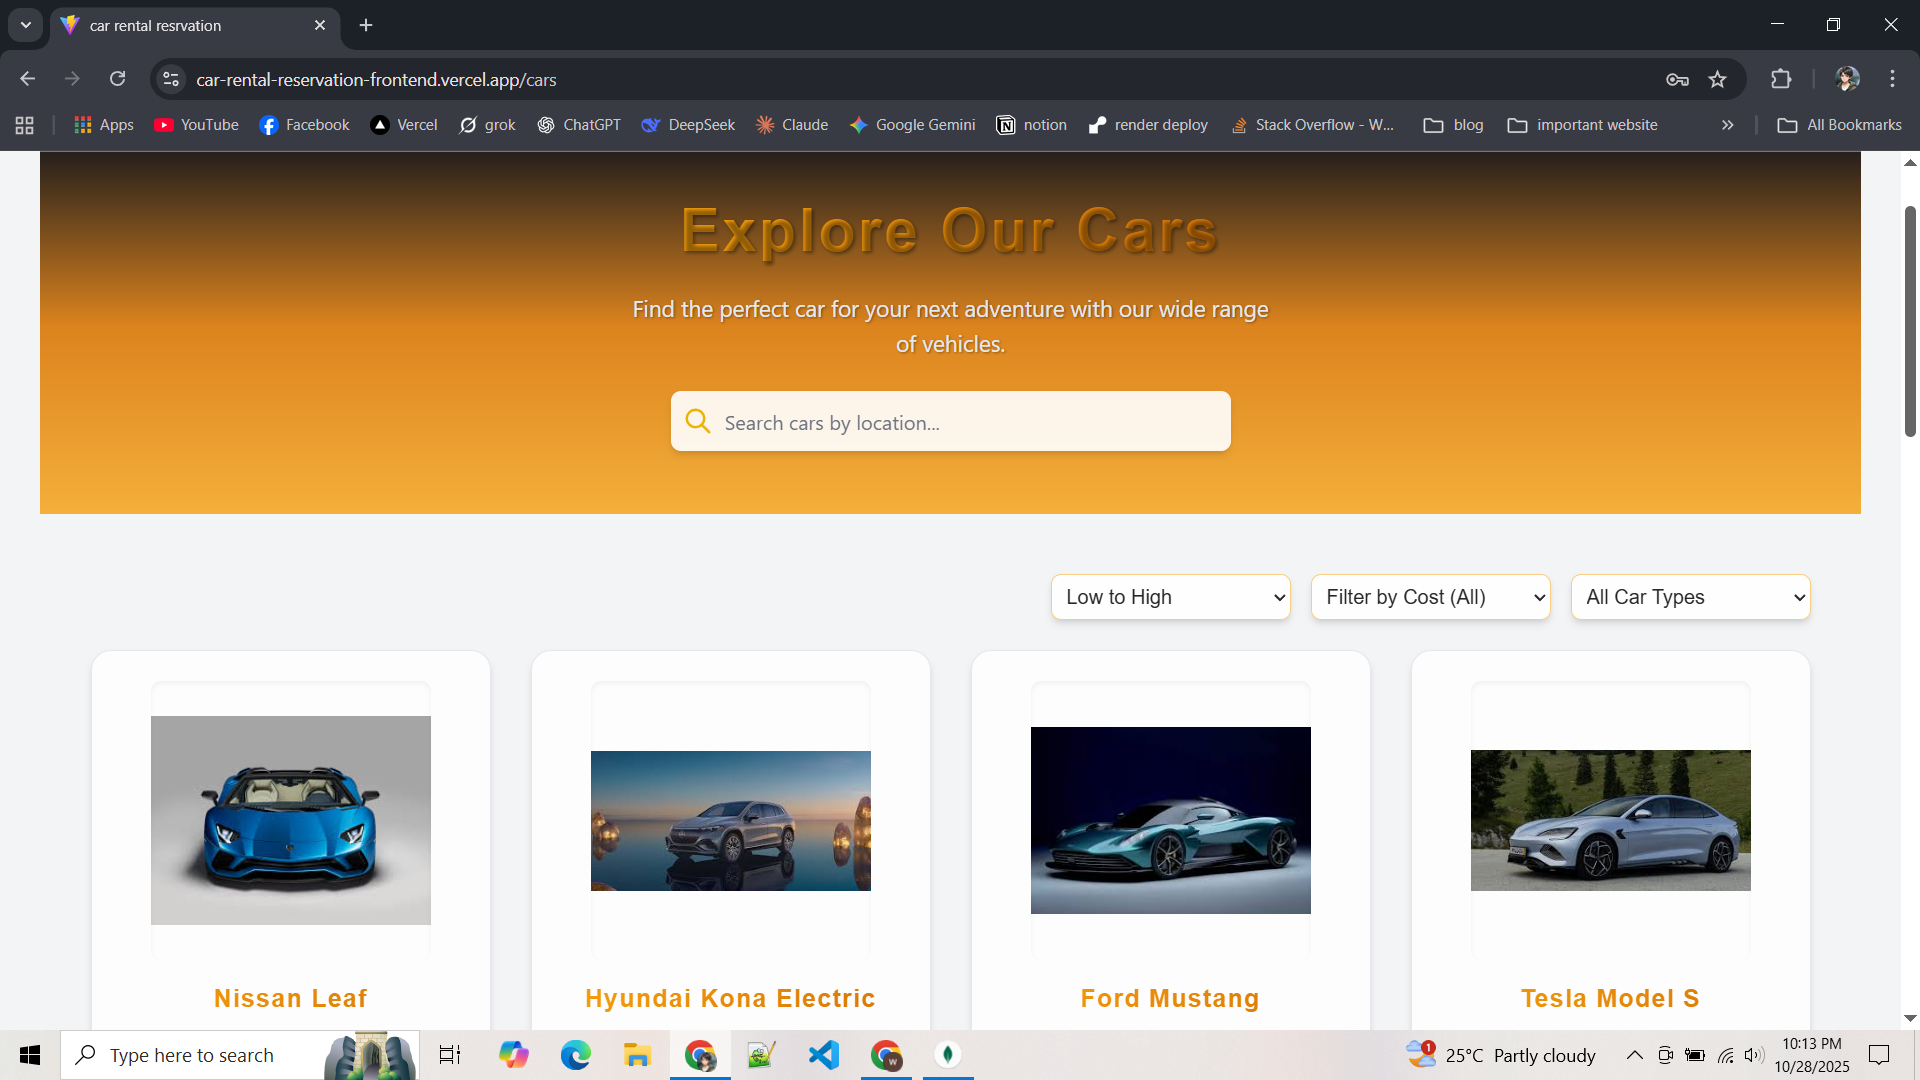 car rental resrvation
car-rental-reservation-frontend.vercel.app/cars
Apps YouTube Facebook Vercel grok ChatGPT DeepSeek Claude Google Gemini notion render deploy Stack Overflow - W... blog important website » All Bookmarks
Explore Our Cars
Find the perfect car for your next adventure with our wide range
of vehicles.
Search cars by location...
Low to High Filter by Cost (All) All Car Types
Nissan Leaf Hyundai Kona Electric Ford Mustang Tesla Model S
Type here to search
1 25°C Partly cloudy
10:13 PM
10/28/2025